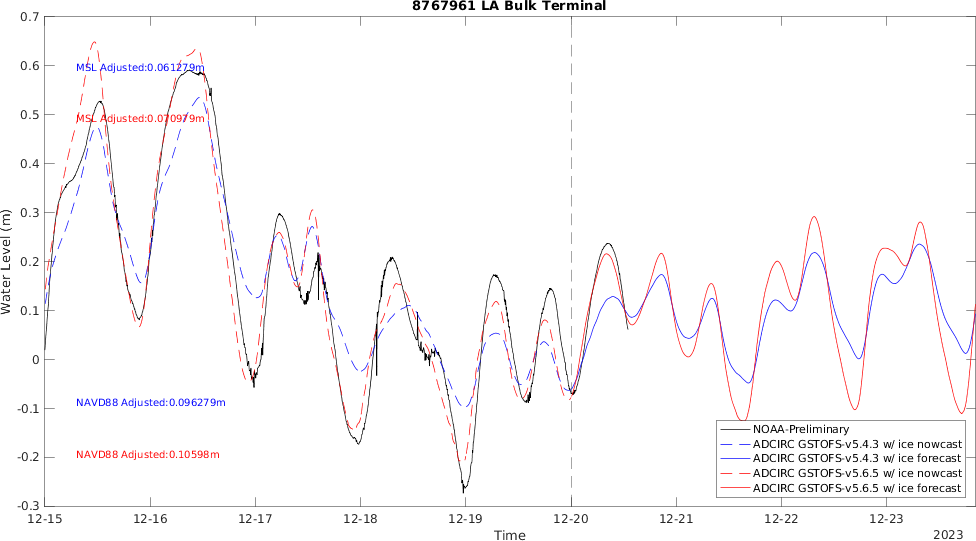 8767961 LA Bulk Terminal
0.7
0.6
0.5
0.4
0.3
0.2
0.1
0
-0.1
-0.2
-0.3
Water Level (m)
MSL Adjusted:0.061279m
MSL Adjusted:0.070979m
NAVD88 Adjusted:0.096279m
NAVD88 Adjusted:0.10598m
NOAA-Preliminary
ADCIRC GSTOFS-v5.4.3 w/ ice nowcast
ADCIRC GSTOFS-v5.4.3 w/ ice forecast
ADCIRC GSTOFS-v5.6.5 w/ ice nowcast
ADCIRC GSTOFS-v5.6.5 w/ ice forecast
12-15 12-16 12-17 12-18 12-19 12-20 12-21 12-22 12-23
Time
2023